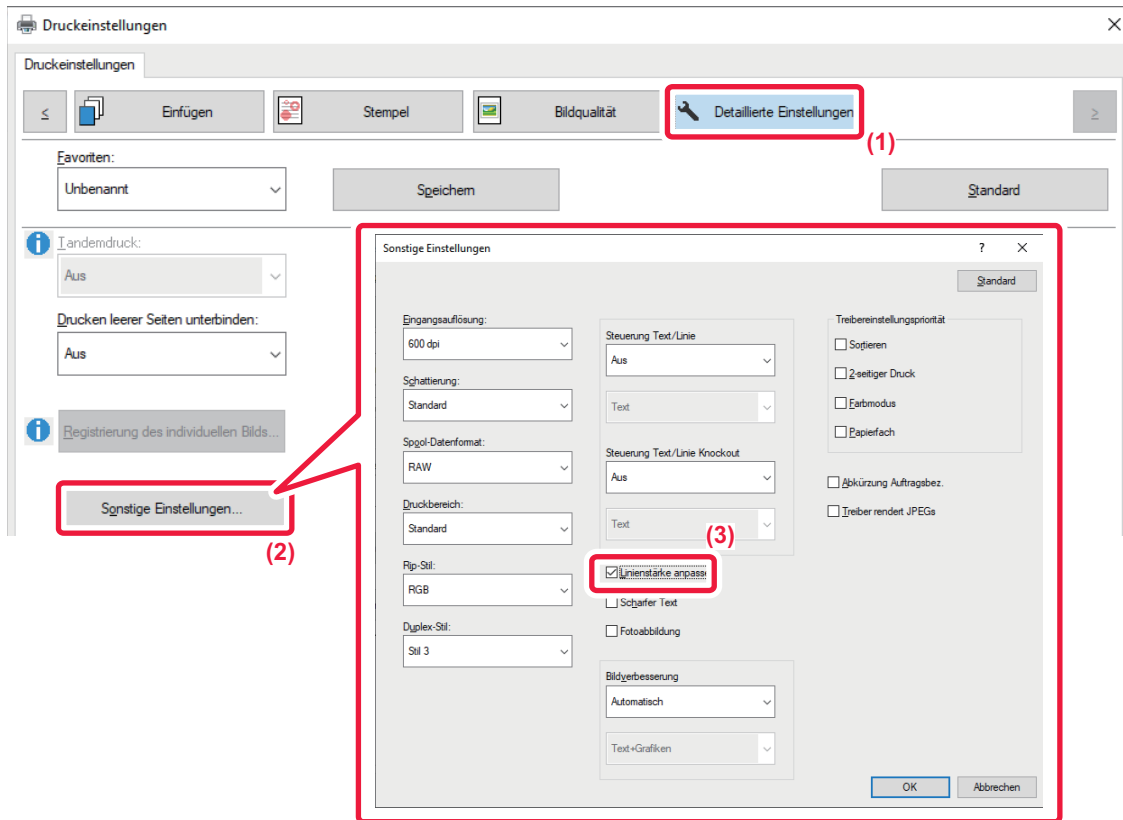 Druckeinstellungen
Druckeinstellungen
<
Einfügen
Stempel
Bildqualität
Detaillierte Einstellungen
>
(1)
Favoriten:
Unbenannt
Speichern
Standard
Tandemdruck:
Aus
Drucken leerer Seiten unterbinden:
Aus
Registrierung des individuellen Bilds...
Sonstige Einstellungen...
(2)
Sonstige Einstellungen
?
Standard
Eingangsauflösung:
600 dpi
Schattierung:
Standard
Spool-Datenformat:
RAW
Druckbereich:
Standard
Rip-Stil:
RGB
Duplex-Stil:
Stil 3
Steuerung Text/Linie
Aus
Text
Steuerung Text/Linie Knockout
Aus
Text
(3)
Linienstärke anpasse
Scharfer Text
Fotoabbildung
Bildverbesserung
Automatisch
Text+Grafiken
Treibereinstellungspriorität
Sortieren
2-seitiger Druck
Farbmodus
Papierfach
Abkürzung Auftragsbez.
Treiber rendert JPEGs
OK
Abbrechen